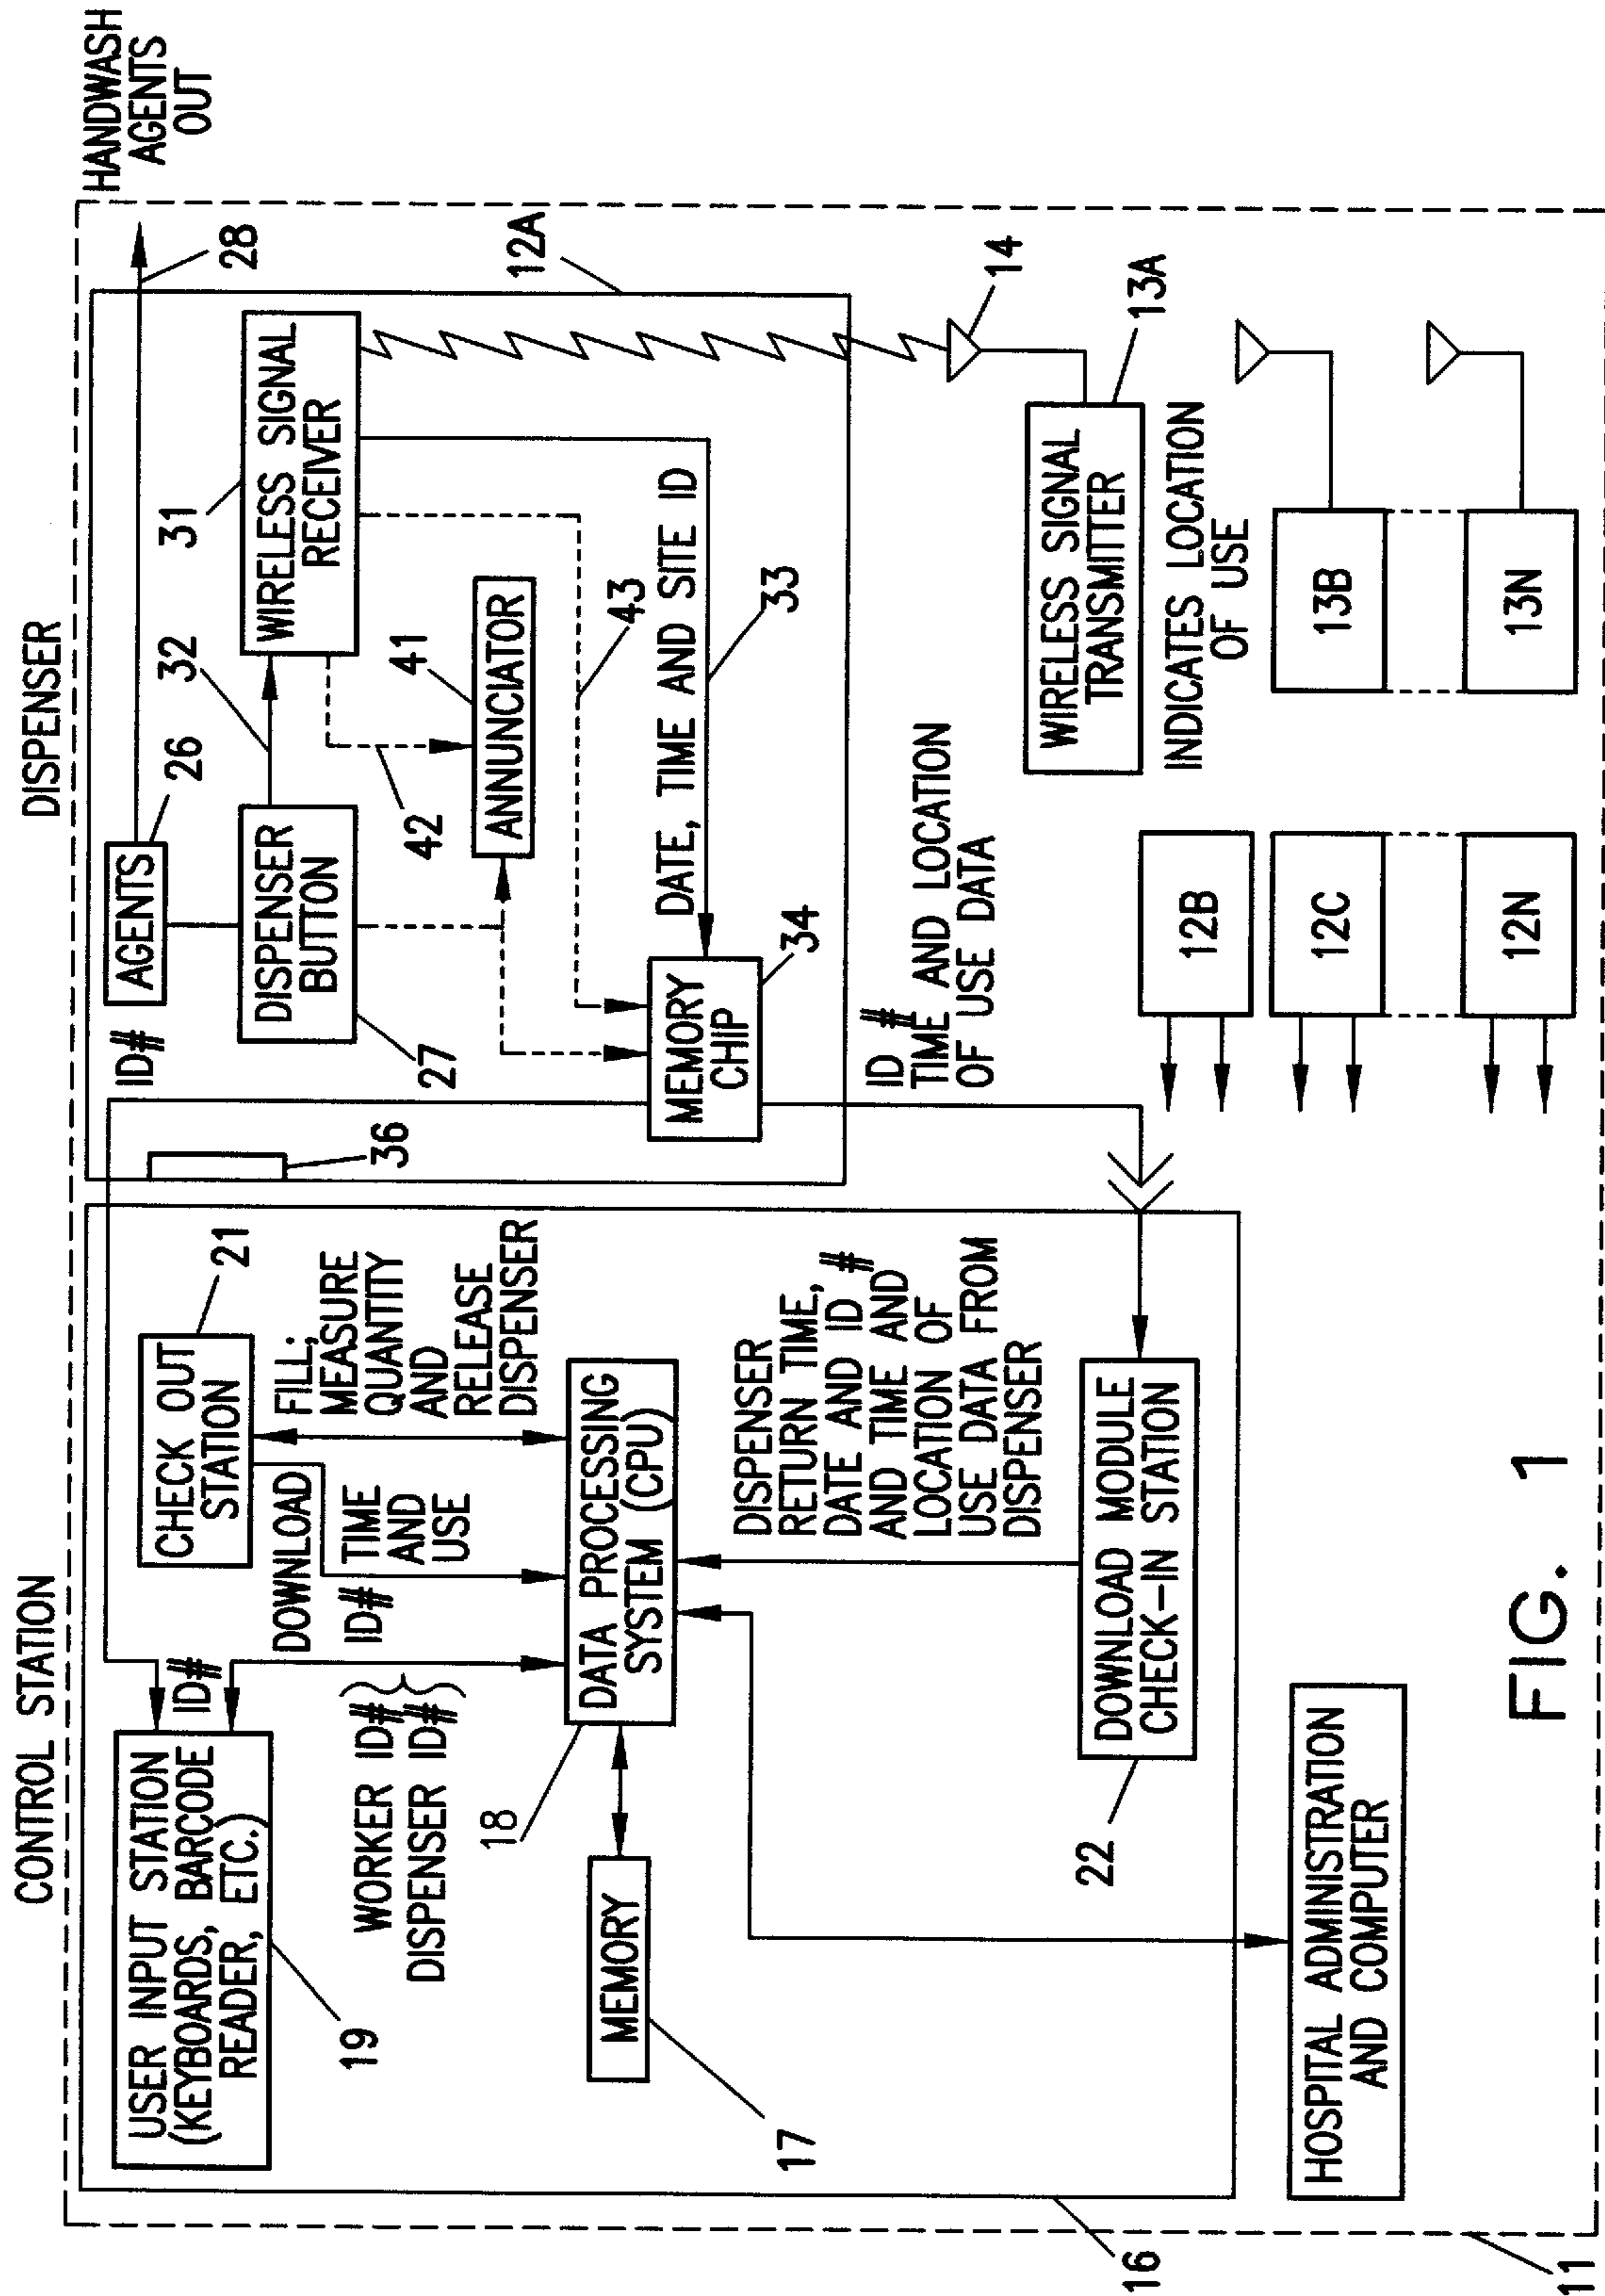 CONTROL STATION
DISPENSER
HANDWASH
AGENTS
OUT
USER INPUT STATION
(KEYBOARDS, BARCODE
READER, ETC.)
19
ID#
WORKER ID#
DISPENSER ID#
DOWNLOAD
ID#
TIME
AND
USE
CHECK OUT
STATION
21
FILL;
MEASURE
QUANTITY
AND
RELEASE
DISPENSER
MEMORY
17
18
DATA PROCESSING
SYSTEM (CPU)
DISPENSER
RETURN TIME,
DATE AND ID #
AND TIME AND
LOCATION OF
USE DATA FROM
DISPENSER
DOWNLOAD MODULE
CHECK-IN STATION
22
16
11
HOSPITAL ADMINISTRATION
AND COMPUTER
36
ID#
AGENTS
26
28
DISPENSER
BUTTON
27
32
31
WIRELESS SIGNAL
RECEIVER
12A
42
ANNUNCIATOR
41
43
MEMORY
CHIP
34
DATE, TIME AND SITE ID
33
ID #
TIME AND LOCATION
OF USE DATA
14
WIRELESS SIGNAL
TRANSMITTER
13A
INDICATES LOCATION
OF USE
12B
12C
12N
13B
13N
FIG. 1